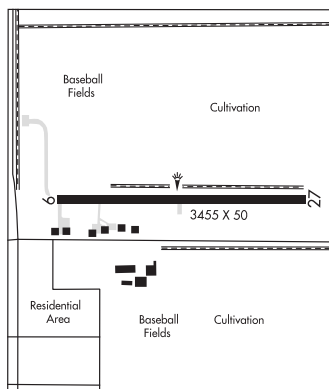 Baseball
Fields
Cultivation
9
27
3455 X 50
Residential
Area
Baseball
Fields
Cultivation